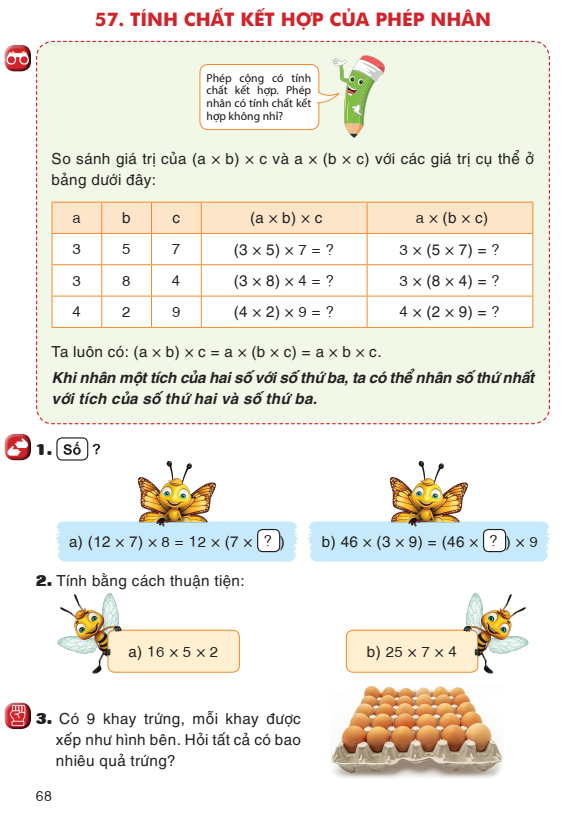 57. TÍNH CHẤT KẾT HỢP CỦA PHÉP NHÂN
Phép cộng có tính
chất kết hợp. Phép
nhân có tính chất kết
hợp không nhỉ?
So sánh giá trị của (a × b) × c và a × (b × c) với các giá trị cụ thể ở
bảng dưới đây:
a b c (a × b) × c a × (b × c)
3 5 7 (3 × 5) × 7 = ? 3 × (5 × 7) = ?
3 8 4 (3 × 8) × 4 = ? 3 × (8 × 4) = ?
4 2 9 (4 × 2) × 9 = ? 4 × (2 × 9) = ?
Ta luôn có: (a × b) × c = a × (b × c) = a × b × c.
Khi nhân một tích của hai số với số thứ ba, ta có thể nhân số thứ nhất
với tích của số thứ hai và số thứ ba.
1. Số ?
a) (12 × 7) × 8 = 12 × (7 × ?)
b) 46 × (3 × 9) = (46 × ?) × 9
2. Tính bằng cách thuận tiện:
a) 16 × 5 × 2
b) 25 × 7 × 4
3. Có 9 khay trứng, mỗi khay được
xếp như hình bên. Hỏi tất cả có bao
nhiêu quả trứng?
68